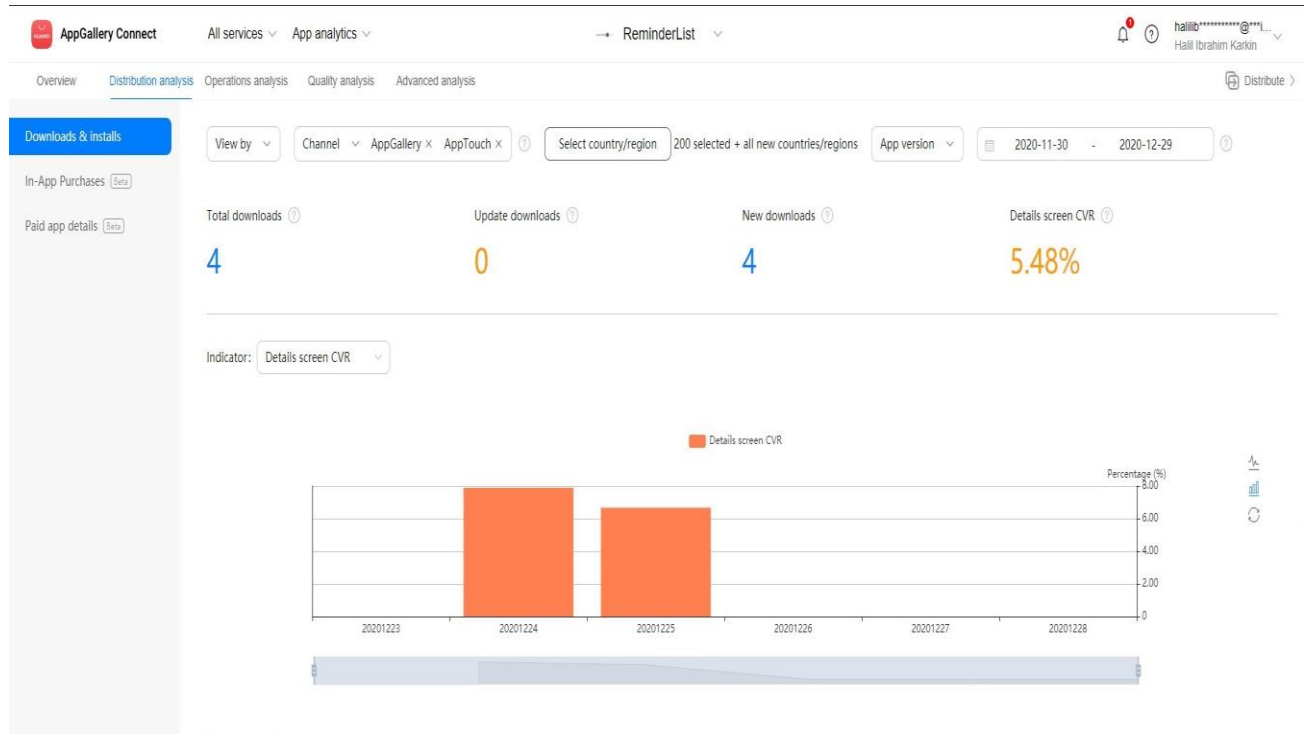 AppGallery Connect All services App analytics ReminderList 1 ? halilib***********@***i...
Halil Ibrahim Karkin
Overview Distribution analysis Operations analysis Quality analysis Advanced analysis Distribute
Downloads & installs
In-App Purchases Beta
Paid app details Beta
View by Channel AppGallery × AppTouch × ? Select country/region 200 selected + all new countries/regions App version 2020-11-30 - 2020-12-29 ?
Total downloads ? Update downloads ? New downloads ? Details screen CVR ?
4 0 4 5.48%
Indicator: Details screen CVR
Details screen CVR
Percentage (%)
8.00
6.00
4.00
2.00
0
20201223 20201224 20201225 20201226 20201227 20201228